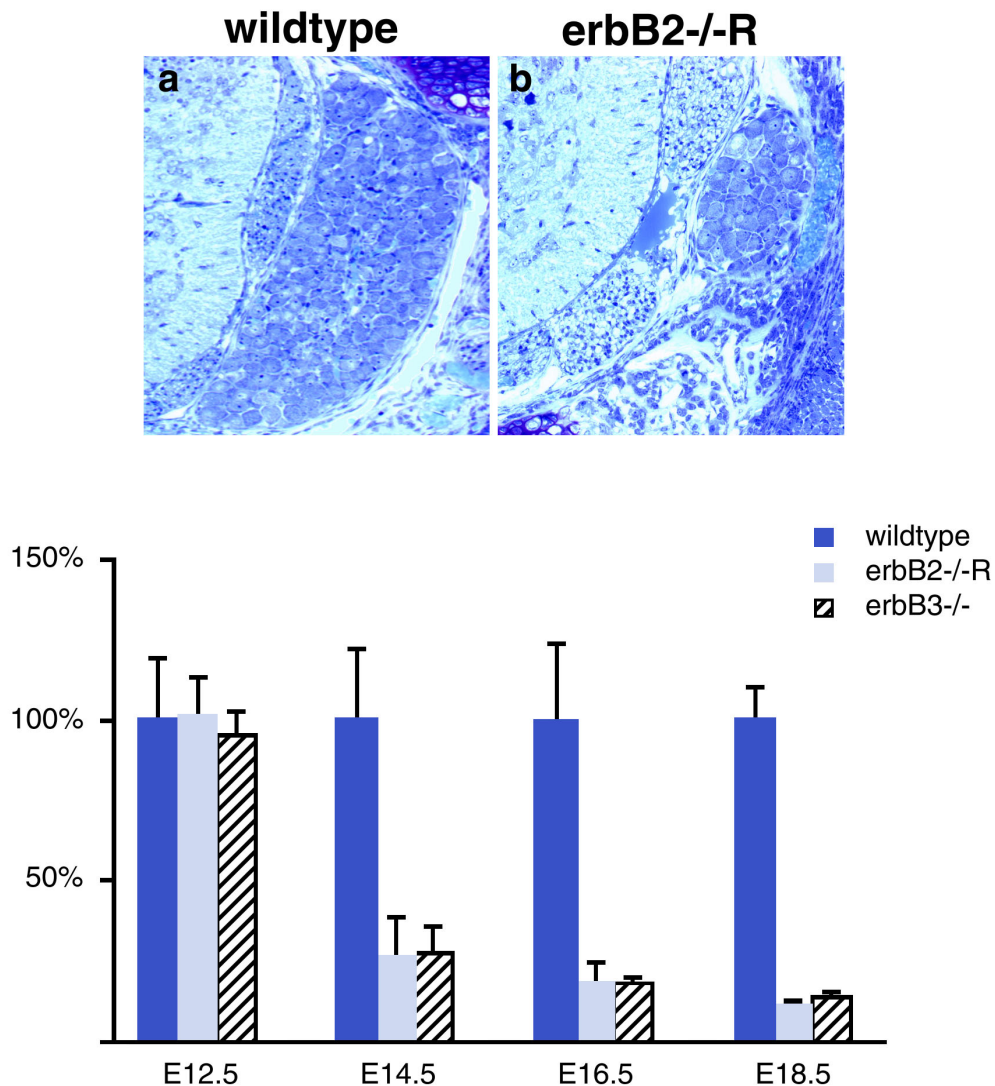 wildtype
erbB2-/-R
a
b
wildtype
erbB2-/-R
erbB3-/-
150%
100%
50%
E12.5
E14.5
E16.5
E18.5